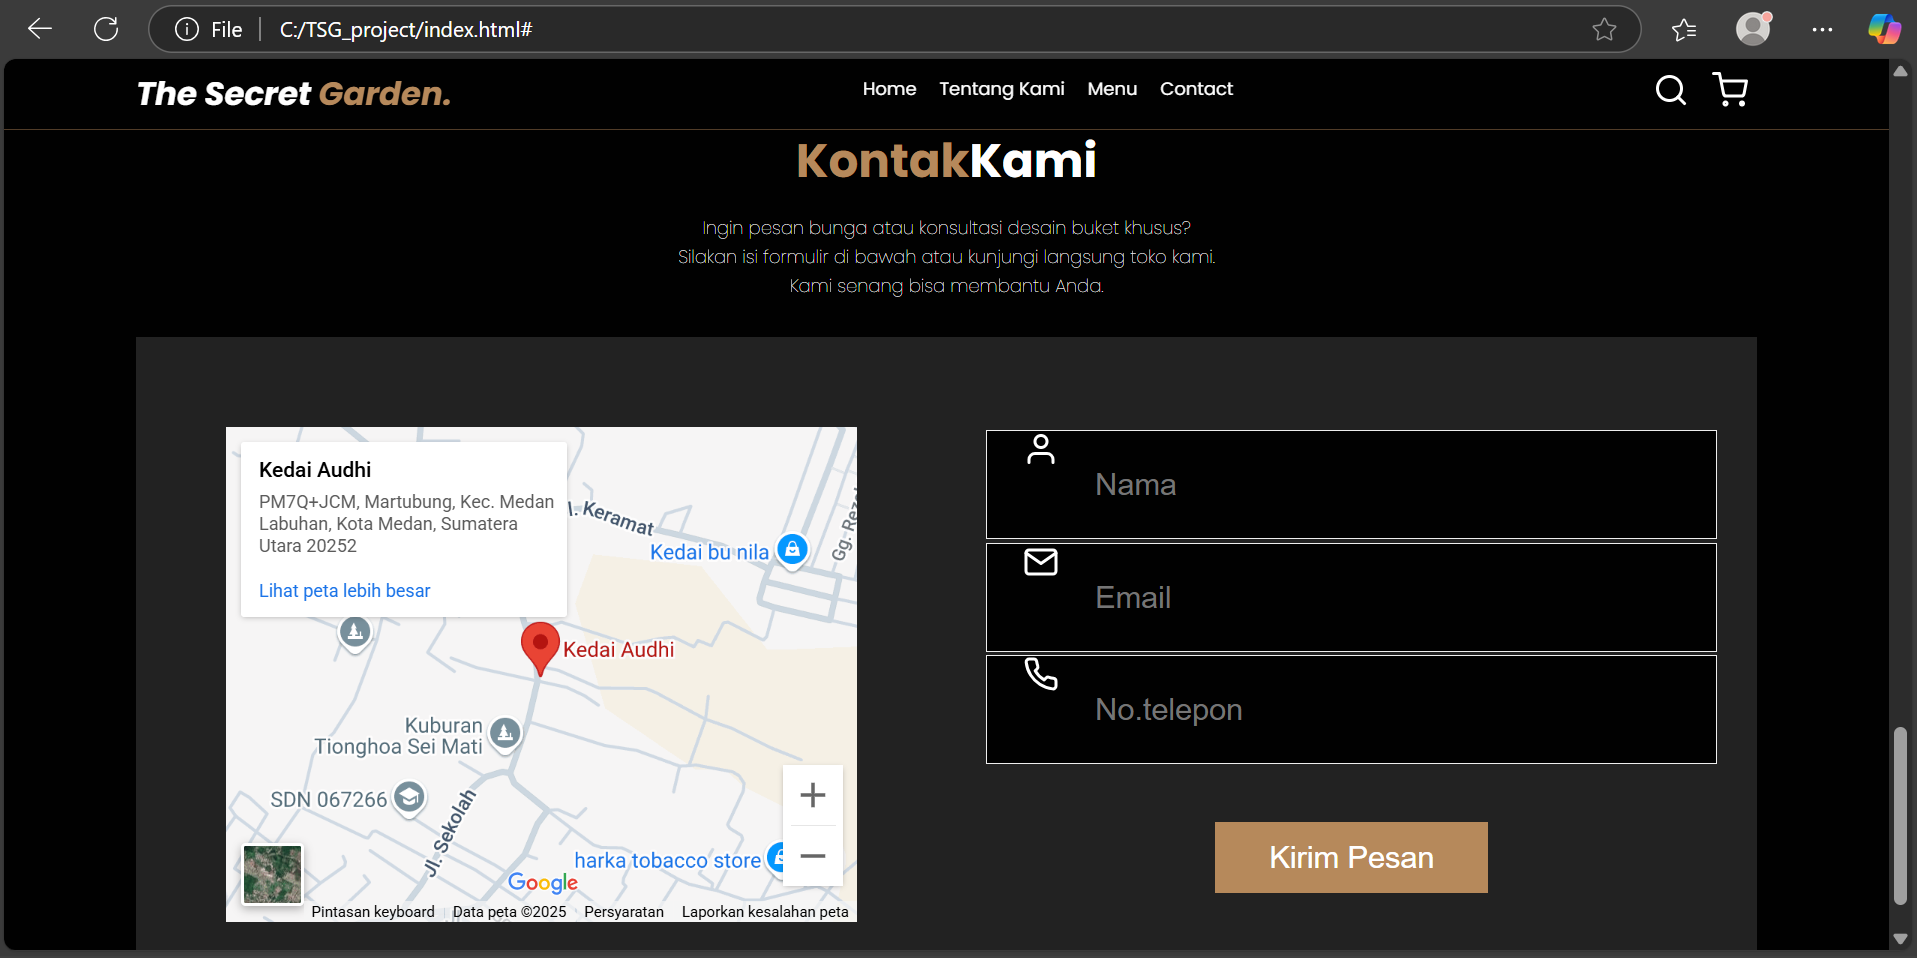 File
C:/TSG_project/index.html#
The Secret Garden.
Home
Tentang Kami
Menu
Contact
KontakKami
Ingin pesan bunga atau konsultasi desain buket khusus?
Silakan isi formulir di bawah atau kunjungi langsung toko kami.
Kami senang bisa membantu Anda.
Kedai Audhi
PM7Q+JCM, Martubung, Kec. Medan
Labuhan, Kota Medan, Sumatera
Utara 20252
Lihat peta lebih besar
Keramat
Kedai bu nila
Kedai Audhi
Kuburan
Tionghoa Sei Mati
SDN 067266
Jl. Sekolah
harka tobacco store
Google
Pintasan keyboard
Data peta ©2025
Persyaratan
Laporkan kesalahan peta
Nama
Email
No.telepon
Kirim Pesan